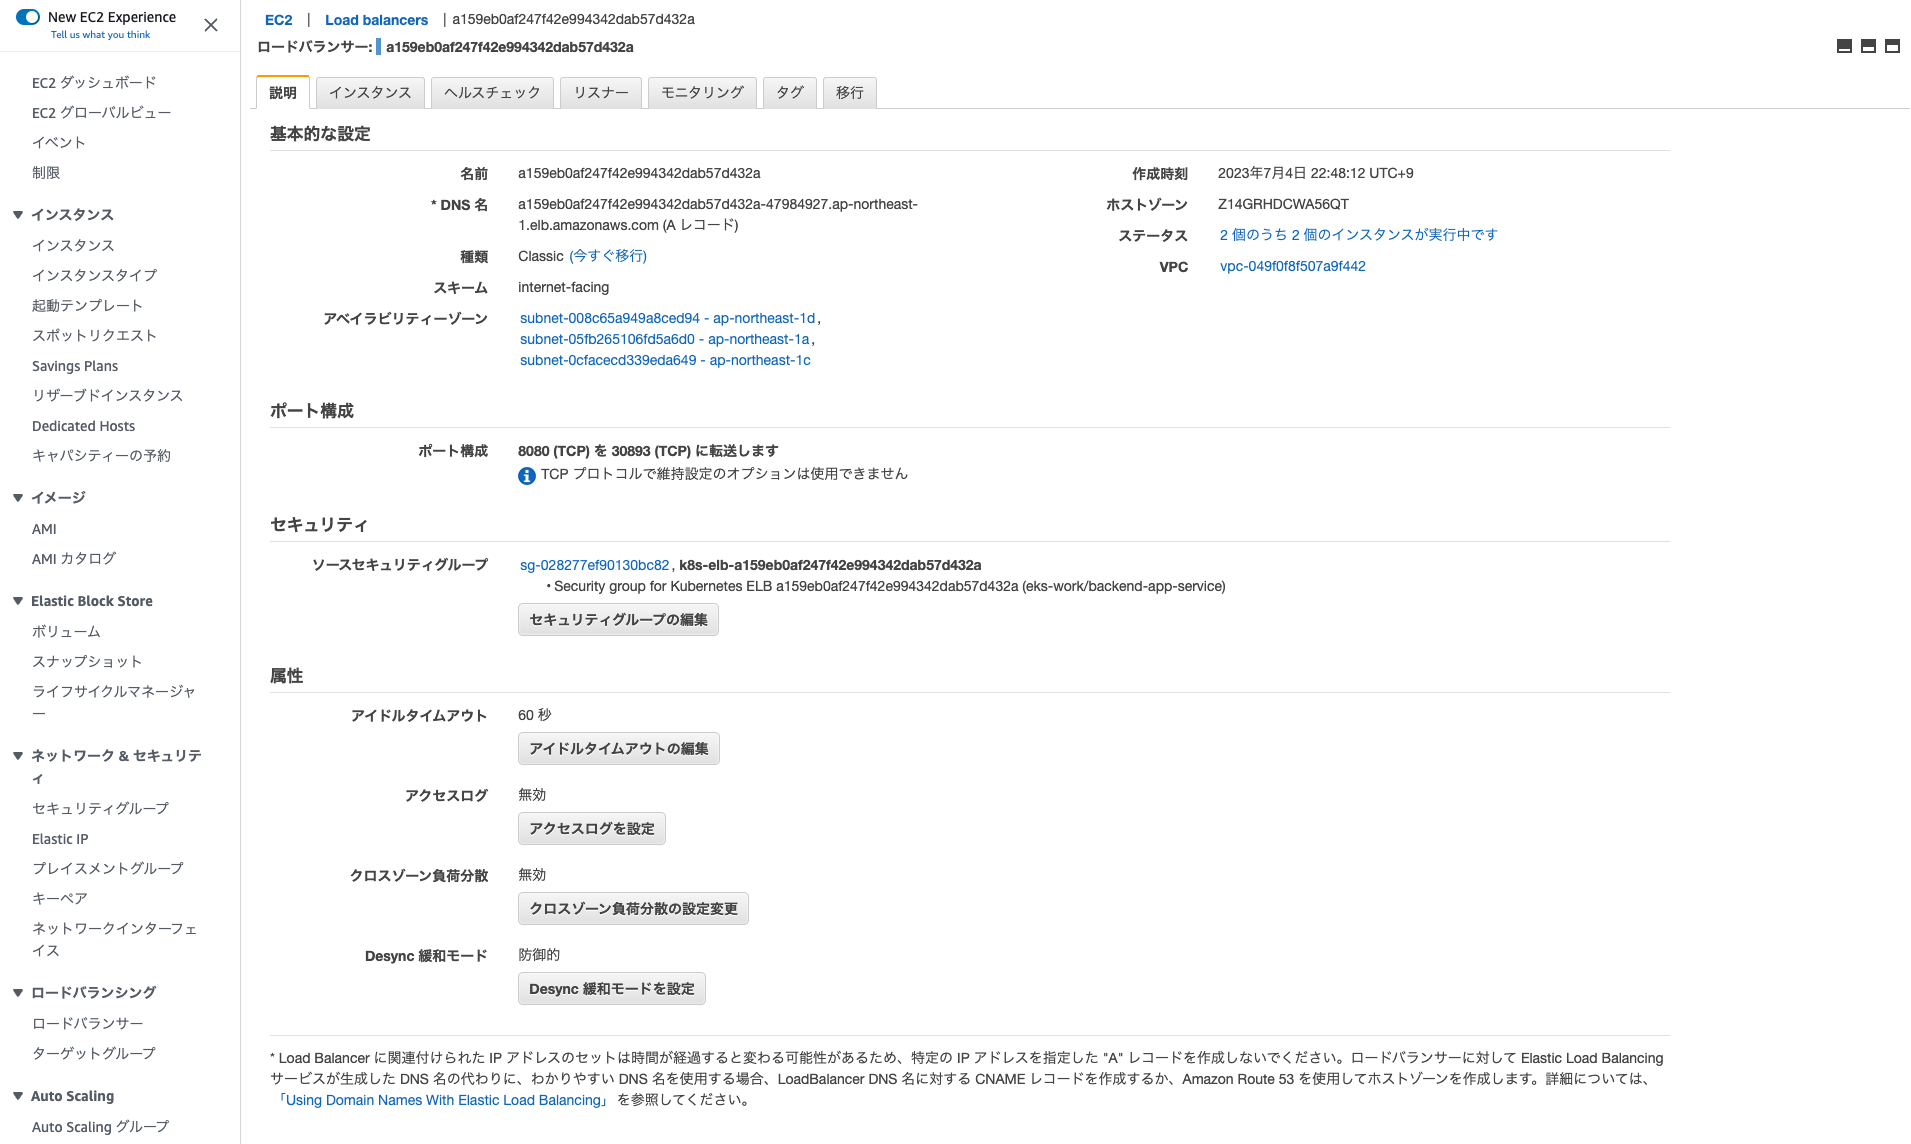 New EC2 Experience
Tell us what you think
EC2 ダッシュボード
EC2 グローバルビュー
イベント
制限
インスタンス
インスタンス
インスタンスタイプ
起動テンプレート
スポットリクエスト
Savings Plans
リザーブドインスタンス
Dedicated Hosts
キャパシティーの予約
イメージ
AMI
AMI カタログ
Elastic Block Store
ボリューム
スナップショット
ライフサイクルマネージャ
ー
ネットワーク & セキュリテ
ィ
セキュリティグループ
Elastic IP
プレイスメントグループ
キーペア
ネットワークインターフェ
イス
ロードバランシング
ロードバランサー
ターゲットグループ
Auto Scaling
Auto Scaling グループ
EC2 | Load balancers | a159eb0af247f42e994342dab57d432a
ロードバランサー: a159eb0af247f42e994342dab57d432a
説明 インスタンス ヘルスチェック リスナー モニタリング タグ 移行
基本的な設定
名前 a159eb0af247f42e994342dab57d432a
* DNS 名 a159eb0af247f42e994342dab57d432a-47984927.ap-northeast-
1.elb.amazonaws.com (A レコード)
種類 Classic (今すぐ移行)
スキーム internet-facing
アベイラビリティーゾーン subnet-008c65a949a8ced94 - ap-northeast-1d,
subnet-05fb265106fd5a6d0 - ap-northeast-1a,
subnet-0cfacecd339eda649 - ap-northeast-1c
作成時刻 2023年7月4日 22:48:12 UTC+9
ホストゾーン Z14GRHDCWA56QT
ステータス 2 個のうち 2 個のインスタンスが実行中です
VPC vpc-049f0f8f507a9f442
ポート構成
ポート構成 8080 (TCP) を 30893 (TCP) に転送します
TCP プロトコルで維持設定のオプションは使用できません
セキュリティ
ソースセキュリティグループ sg-028277ef90130bc82, k8s-elb-a159eb0af247f42e994342dab57d432a
• Security group for Kubernetes ELB a159eb0af247f42e994342dab57d432a (eks-work/backend-app-service)
セキュリティグループの編集
属性
アイドルタイムアウト 60 秒
アイドルタイムアウトの編集
アクセスログ 無効
アクセスログを設定
クロスゾーン負荷分散 無効
クロスゾーン負荷分散の設定変更
Desync 緩和モード 防御的
Desync 緩和モードを設定
* Load Balancer に関連付けられた IP アドレスのセットは時間が経過すると変わる可能性があるため、特定の IP アドレスを指定した "A" レコードを作成しないでください。ロードバランサーに対して Elastic Load Balancing
サービスが生成した DNS 名の代わりに、わかりやすい DNS 名を使用する場合、LoadBalancer DNS 名に対する CNAME レコードを作成するか、Amazon Route 53 を使用してホストゾーンを作成します。詳細については、
「Using Domain Names With Elastic Load Balancing」 を参照してください。